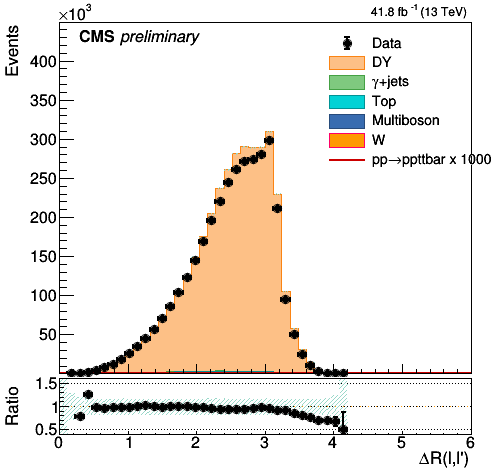 ×10³
41.8 fb⁻¹ (13 TeV)
CMS preliminary
Events
Data
DY
γ+jets
Top
Multiboson
W
pp→ppttbar x 1000
400
350
300
250
200
150
100
50
0
Ratio
1.5
1
0.5
0 1 2 3 4 5 6
ΔR(l,l')